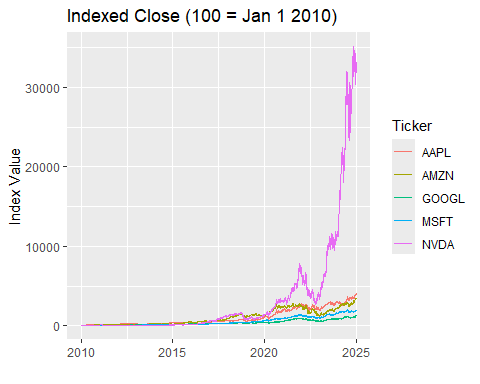 Indexed Close (100 = Jan 1 2010)
30000
20000
10000
0
Index Value
2010 2015 2020 2025
Ticker
AAPL
AMZN
GOOGL
MSFT
NVDA